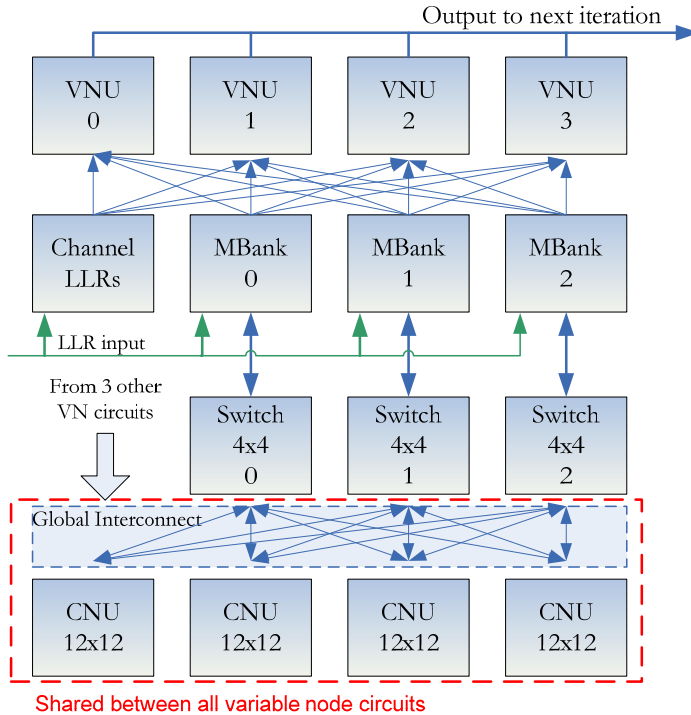 Output to next iteration
VNU
0
VNU
1
VNU
2
VNU
3
Channel
LLRs
MBank
0
MBank
1
MBank
2
LLR input
From 3 other
VN circuits
Switch
4x4
0
Switch
4x4
1
Switch
4x4
2
Global Interconnect
CNU
12x12
CNU
12x12
CNU
12x12
CNU
12x12
Shared between all variable node circuits